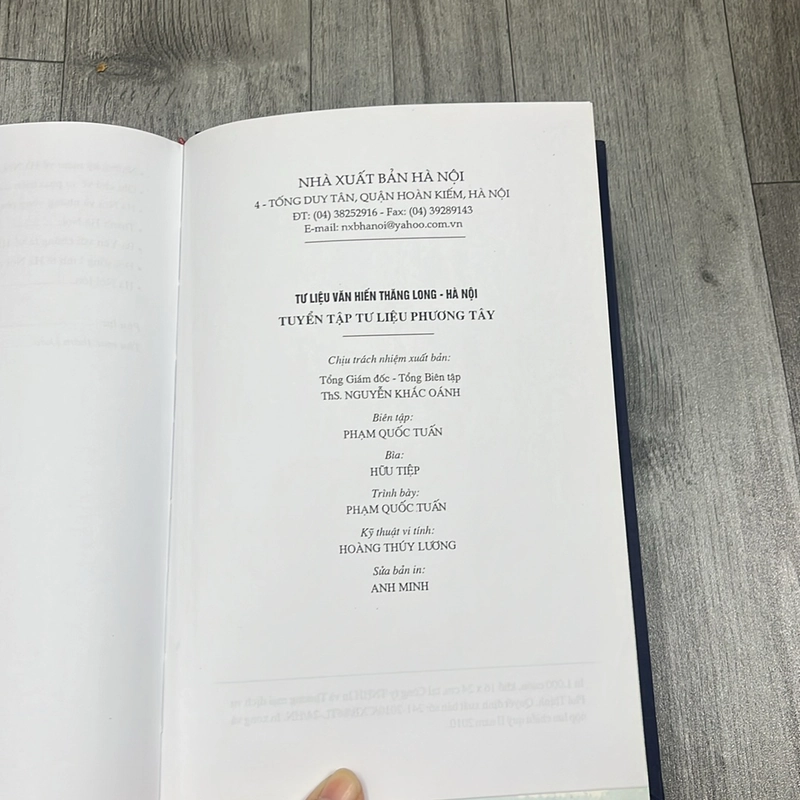 NHÀ XUẤT BẢN HÀ NỘI
4 - TỐNG DUY TÂN, QUẬN HOÀN KIẾM, HÀ NỘI
ĐT: (04) 38252916 - Fax: (04) 39289143
E-mail: nxbhanoi@yahoo.com.vn
TƯ LIỆU VĂN HIẾN THĂNG LONG - HÀ NỘI
TUYỂN TẬP TƯ LIỆU PHƯƠNG TÂY
Chịu trách nhiệm xuất bản:
Tổng Giám đốc - Tổng Biên tập
ThS. NGUYỄN KHẮC OÁNH
Biên tập:
PHẠM QUỐC TUẤN
Bìa:
HỮU TIỆP
Trình bày:
PHẠM QUỐC TUẤN
Kỹ thuật vi tính:
HOÀNG THÚY LƯƠNG
Sửa bản in:
ANH MINH